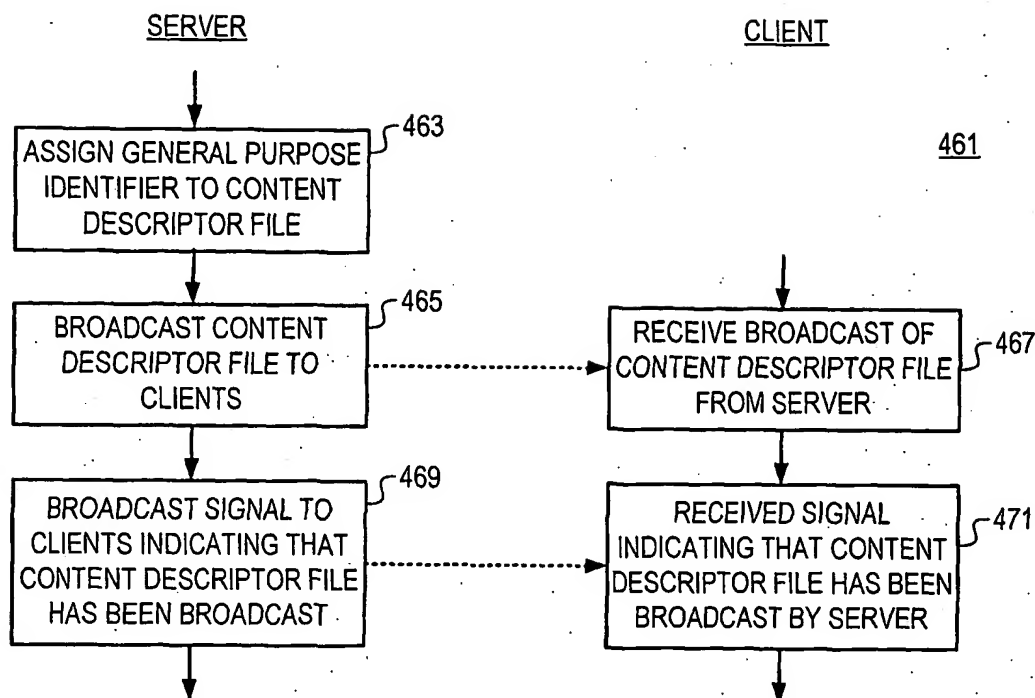 SERVER
CLIENT
461
463
ASSIGN GENERAL PURPOSE
IDENTIFIER TO CONTENT
DESCRIPTOR FILE
465
BROADCAST CONTENT
DESCRIPTOR FILE TO
CLIENTS
467
RECEIVE BROADCAST OF
CONTENT DESCRIPTOR FILE
FROM SERVER
469
BROADCAST SIGNAL TO
CLIENTS INDICATING THAT
CONTENT DESCRIPTOR FILE
HAS BEEN BROADCAST
471
RECEIVED SIGNAL
INDICATING THAT CONTENT
DESCRIPTOR FILE HAS BEEN
BROADCAST BY SERVER